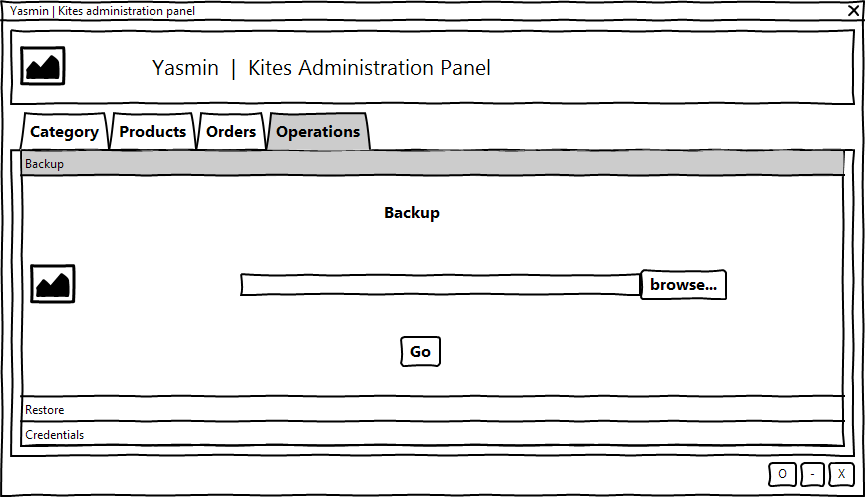 Yasmin | Kites administration panel
Yasmin | Kites Administration Panel
Category Products Orders Operations
Backup
Backup
browse...
Go
Restore
Credentials
O - X